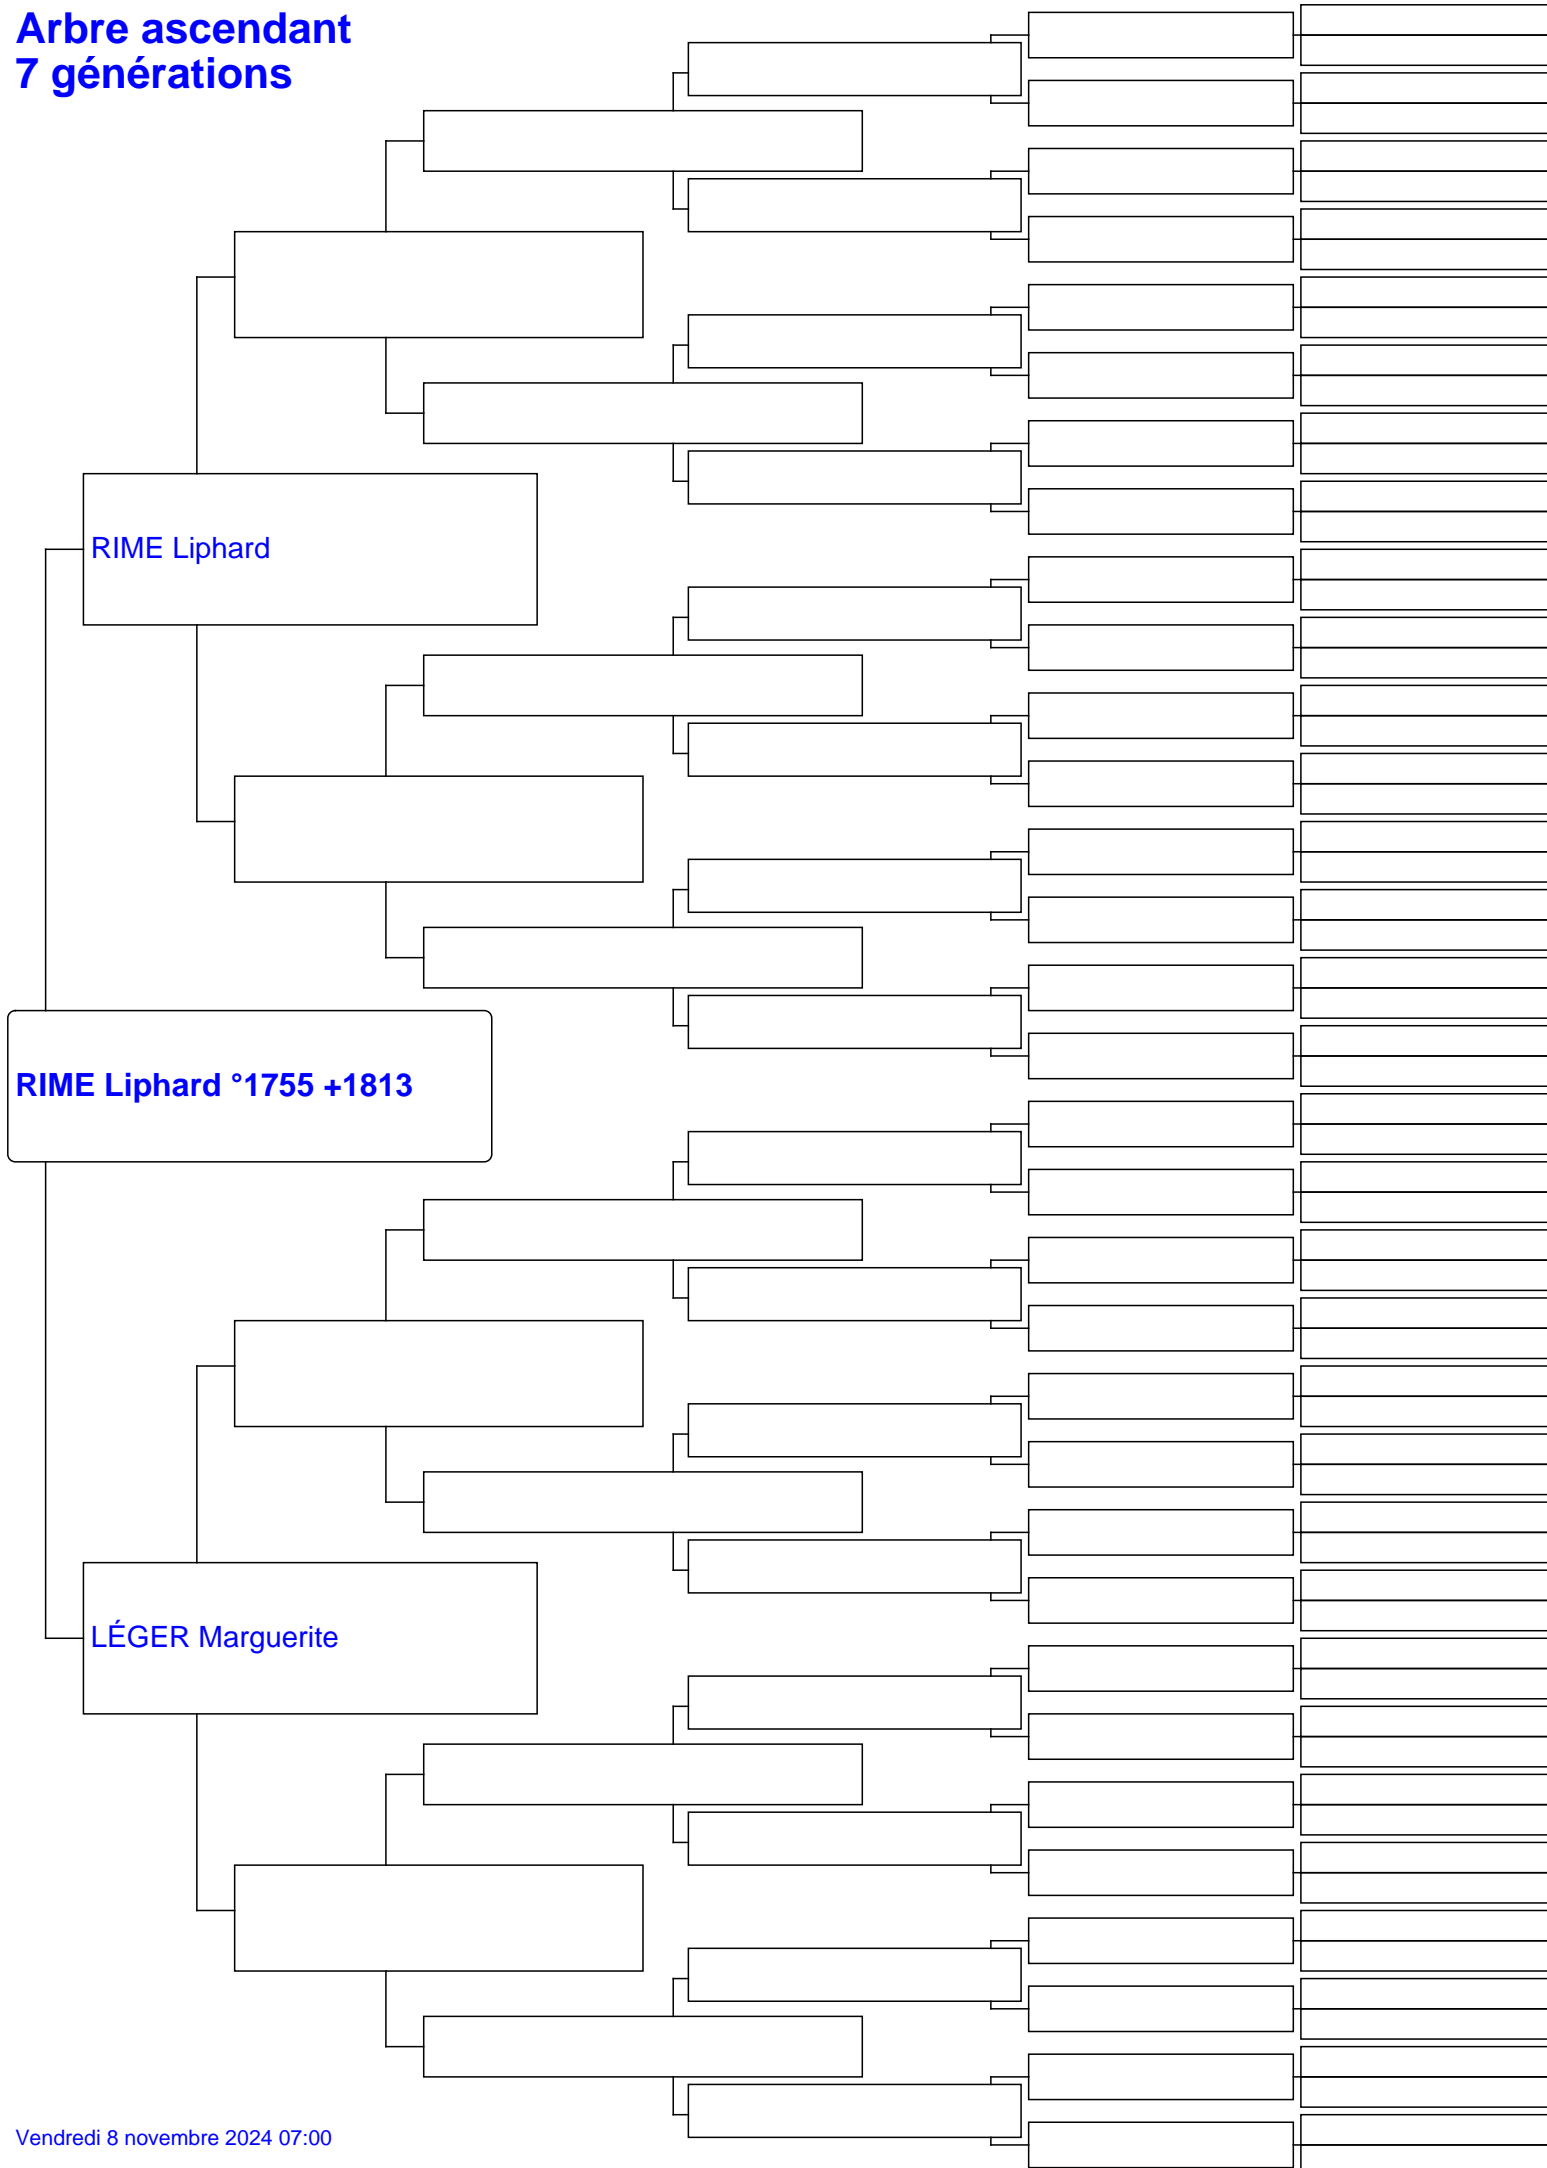 Arbre ascendant
7 générations
RIME Liphard
RIME Liphard °1755 +1813
LÉGER Marguerite
Vendredi 8 novembre 2024 07:00